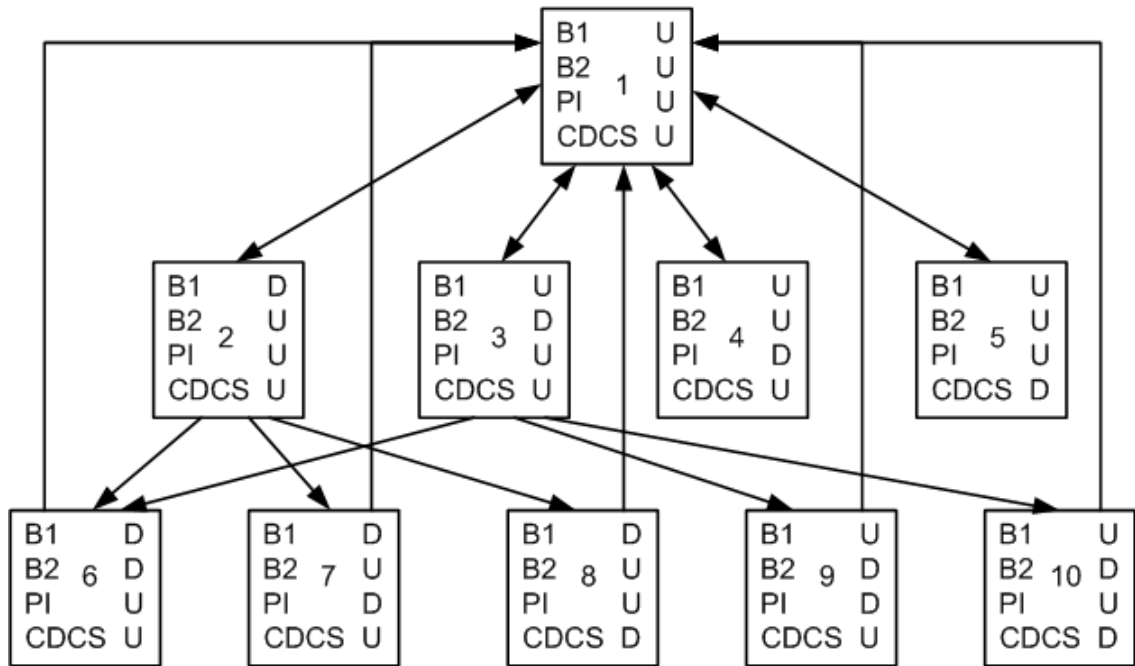 B1 U
B2 U
1
PI U
CDCS U
B1 D
B2 U
2
PI U
CDCS U
B1 U
B2 D
3
PI U
CDCS U
B1 U
B2 U
4
PI D
CDCS U
B1 U
B2 U
5
PI U
CDCS D
B1 D
B2 6 D
PI U
CDCS U
B1 D
B2 7 U
PI D
CDCS U
B1 D
B2 8 U
PI U
CDCS D
B1 U
B2 9 D
PI D
CDCS U
B1 U
B2 10 D
PI U
CDCS D